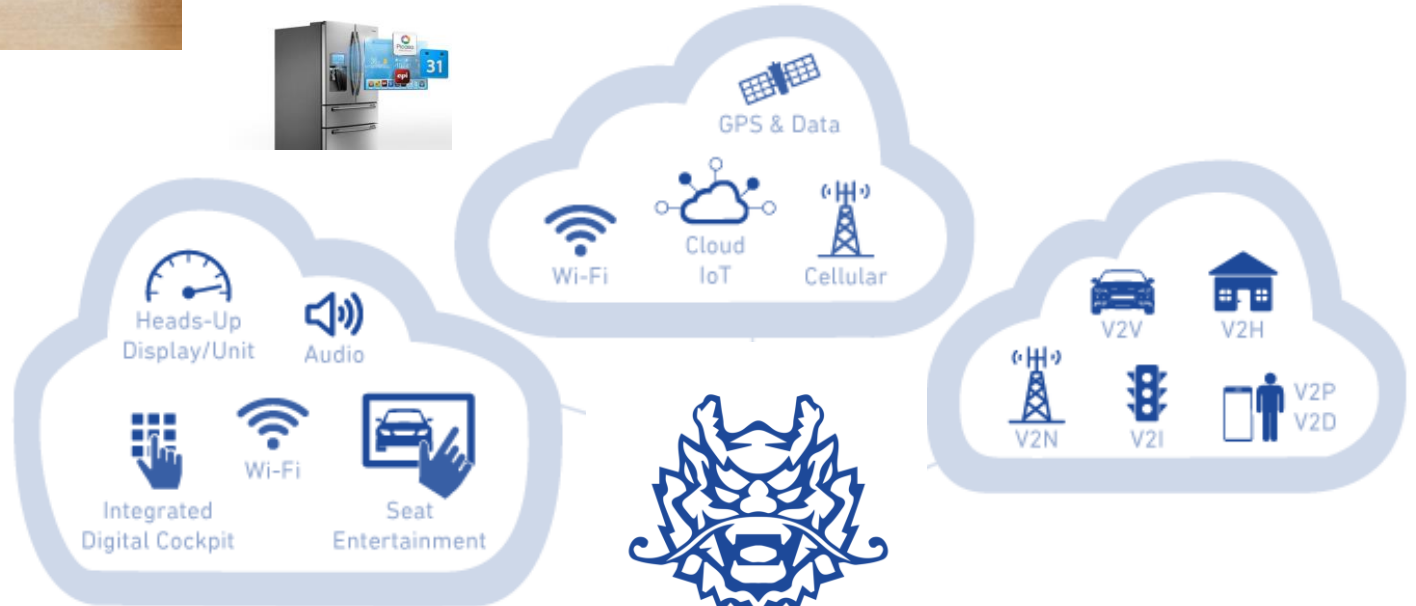 31
epi
GPS & Data
Wi-Fi
Cloud
IoT
Cellular
Heads-Up
Display/Unit
Audio
Integrated
Digital Cockpit
Wi-Fi
Seat
Entertainment
V2V
V2H
V2N
V2I
V2P
V2D